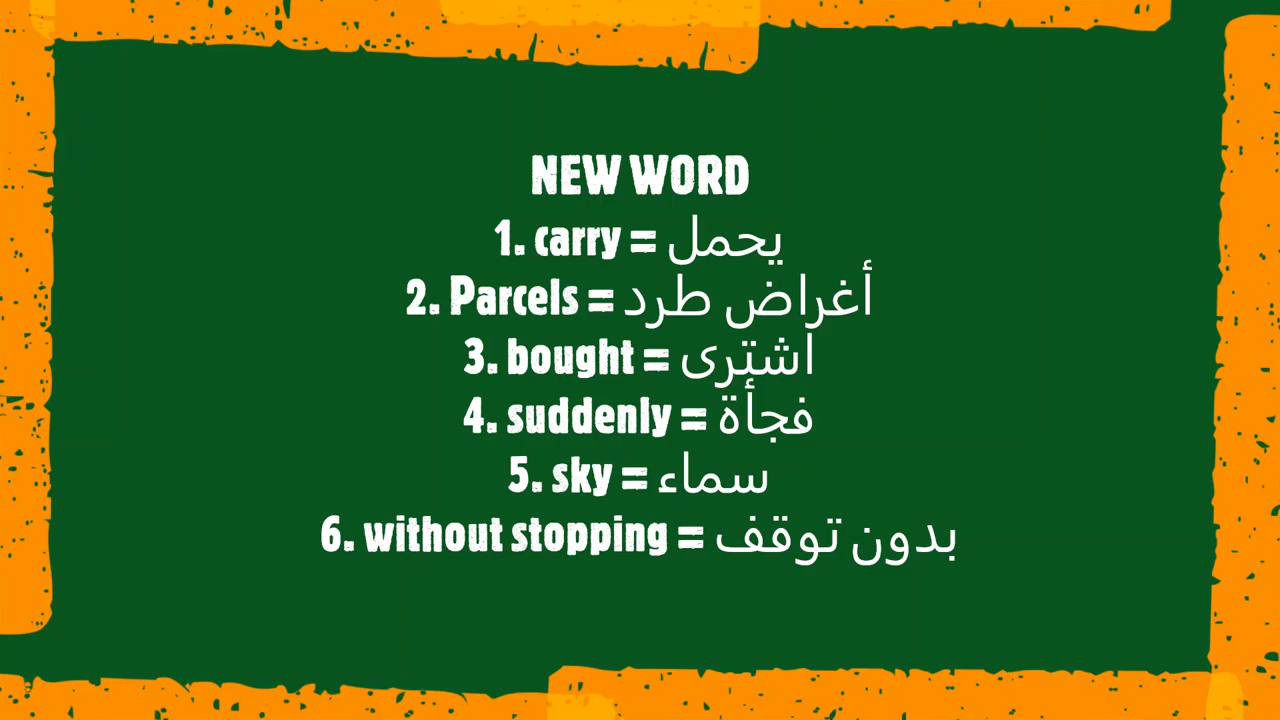 NEW WORD
1. carry = يحمل
2. Parcels = أغراض طرد
3. bought = اشترى
4. suddenly = فجأة
5. sky = سماء
6. without stopping = بدون توقف